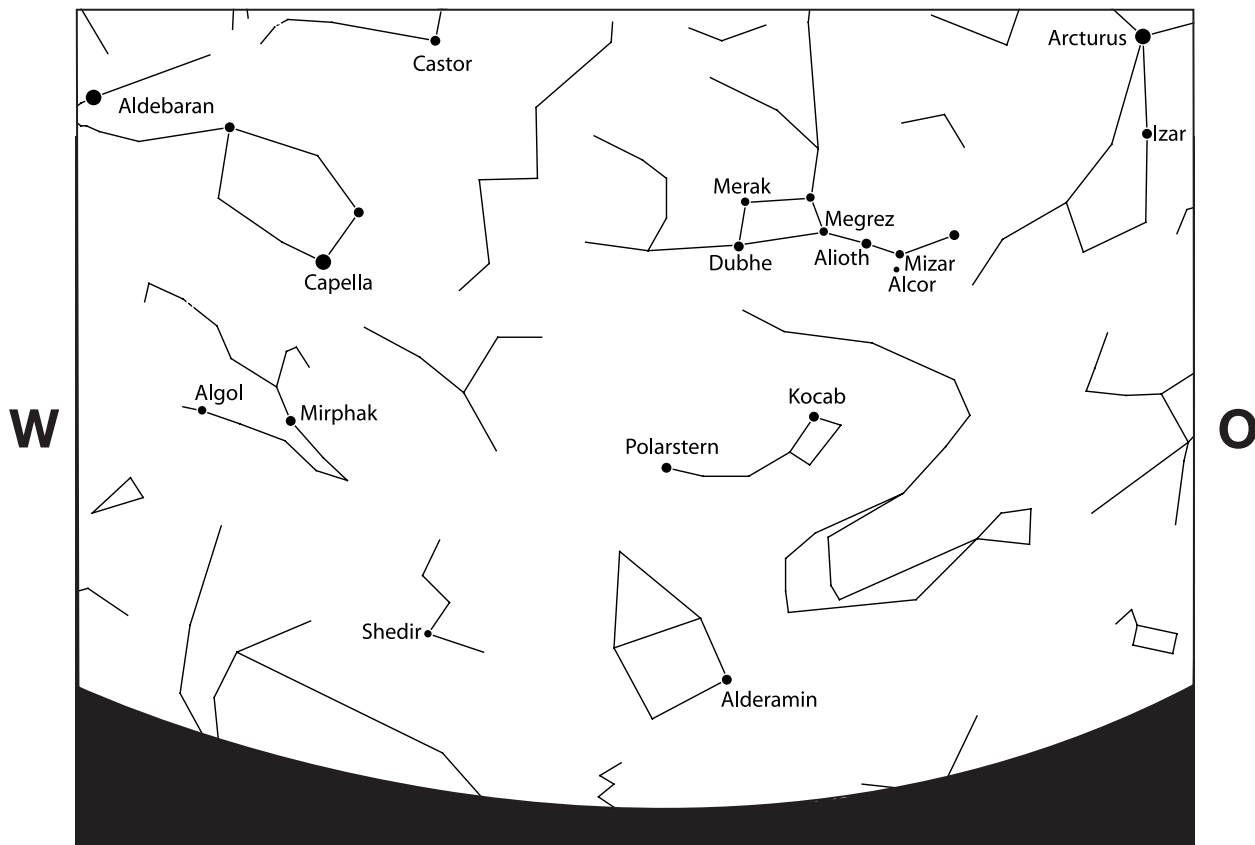 Arcturus
Castor
Aldebaran
Izar
Merak
Megrez
Dubhe
Alioth
Mizar
Alcor
Capella
Algol
Mirphak
Kocab
W
O
Polarstern
Shedir
Alderamin